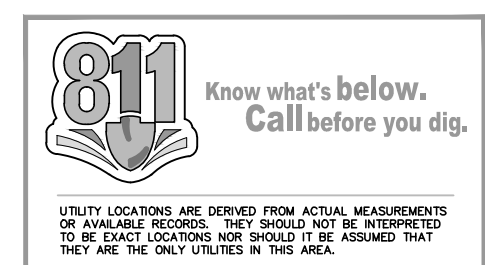 811
Know what's below.
Call before you dig.
UTILITY LOCATIONS ARE DERIVED FROM ACTUAL MEASUREMENTS
OR AVAILABLE RECORDS. THEY SHOULD NOT BE INTERPRETED
TO BE EXACT LOCATIONS NOR SHOULD IT BE ASSUMED THAT
THEY ARE THE ONLY UTILITIES IN THIS AREA.